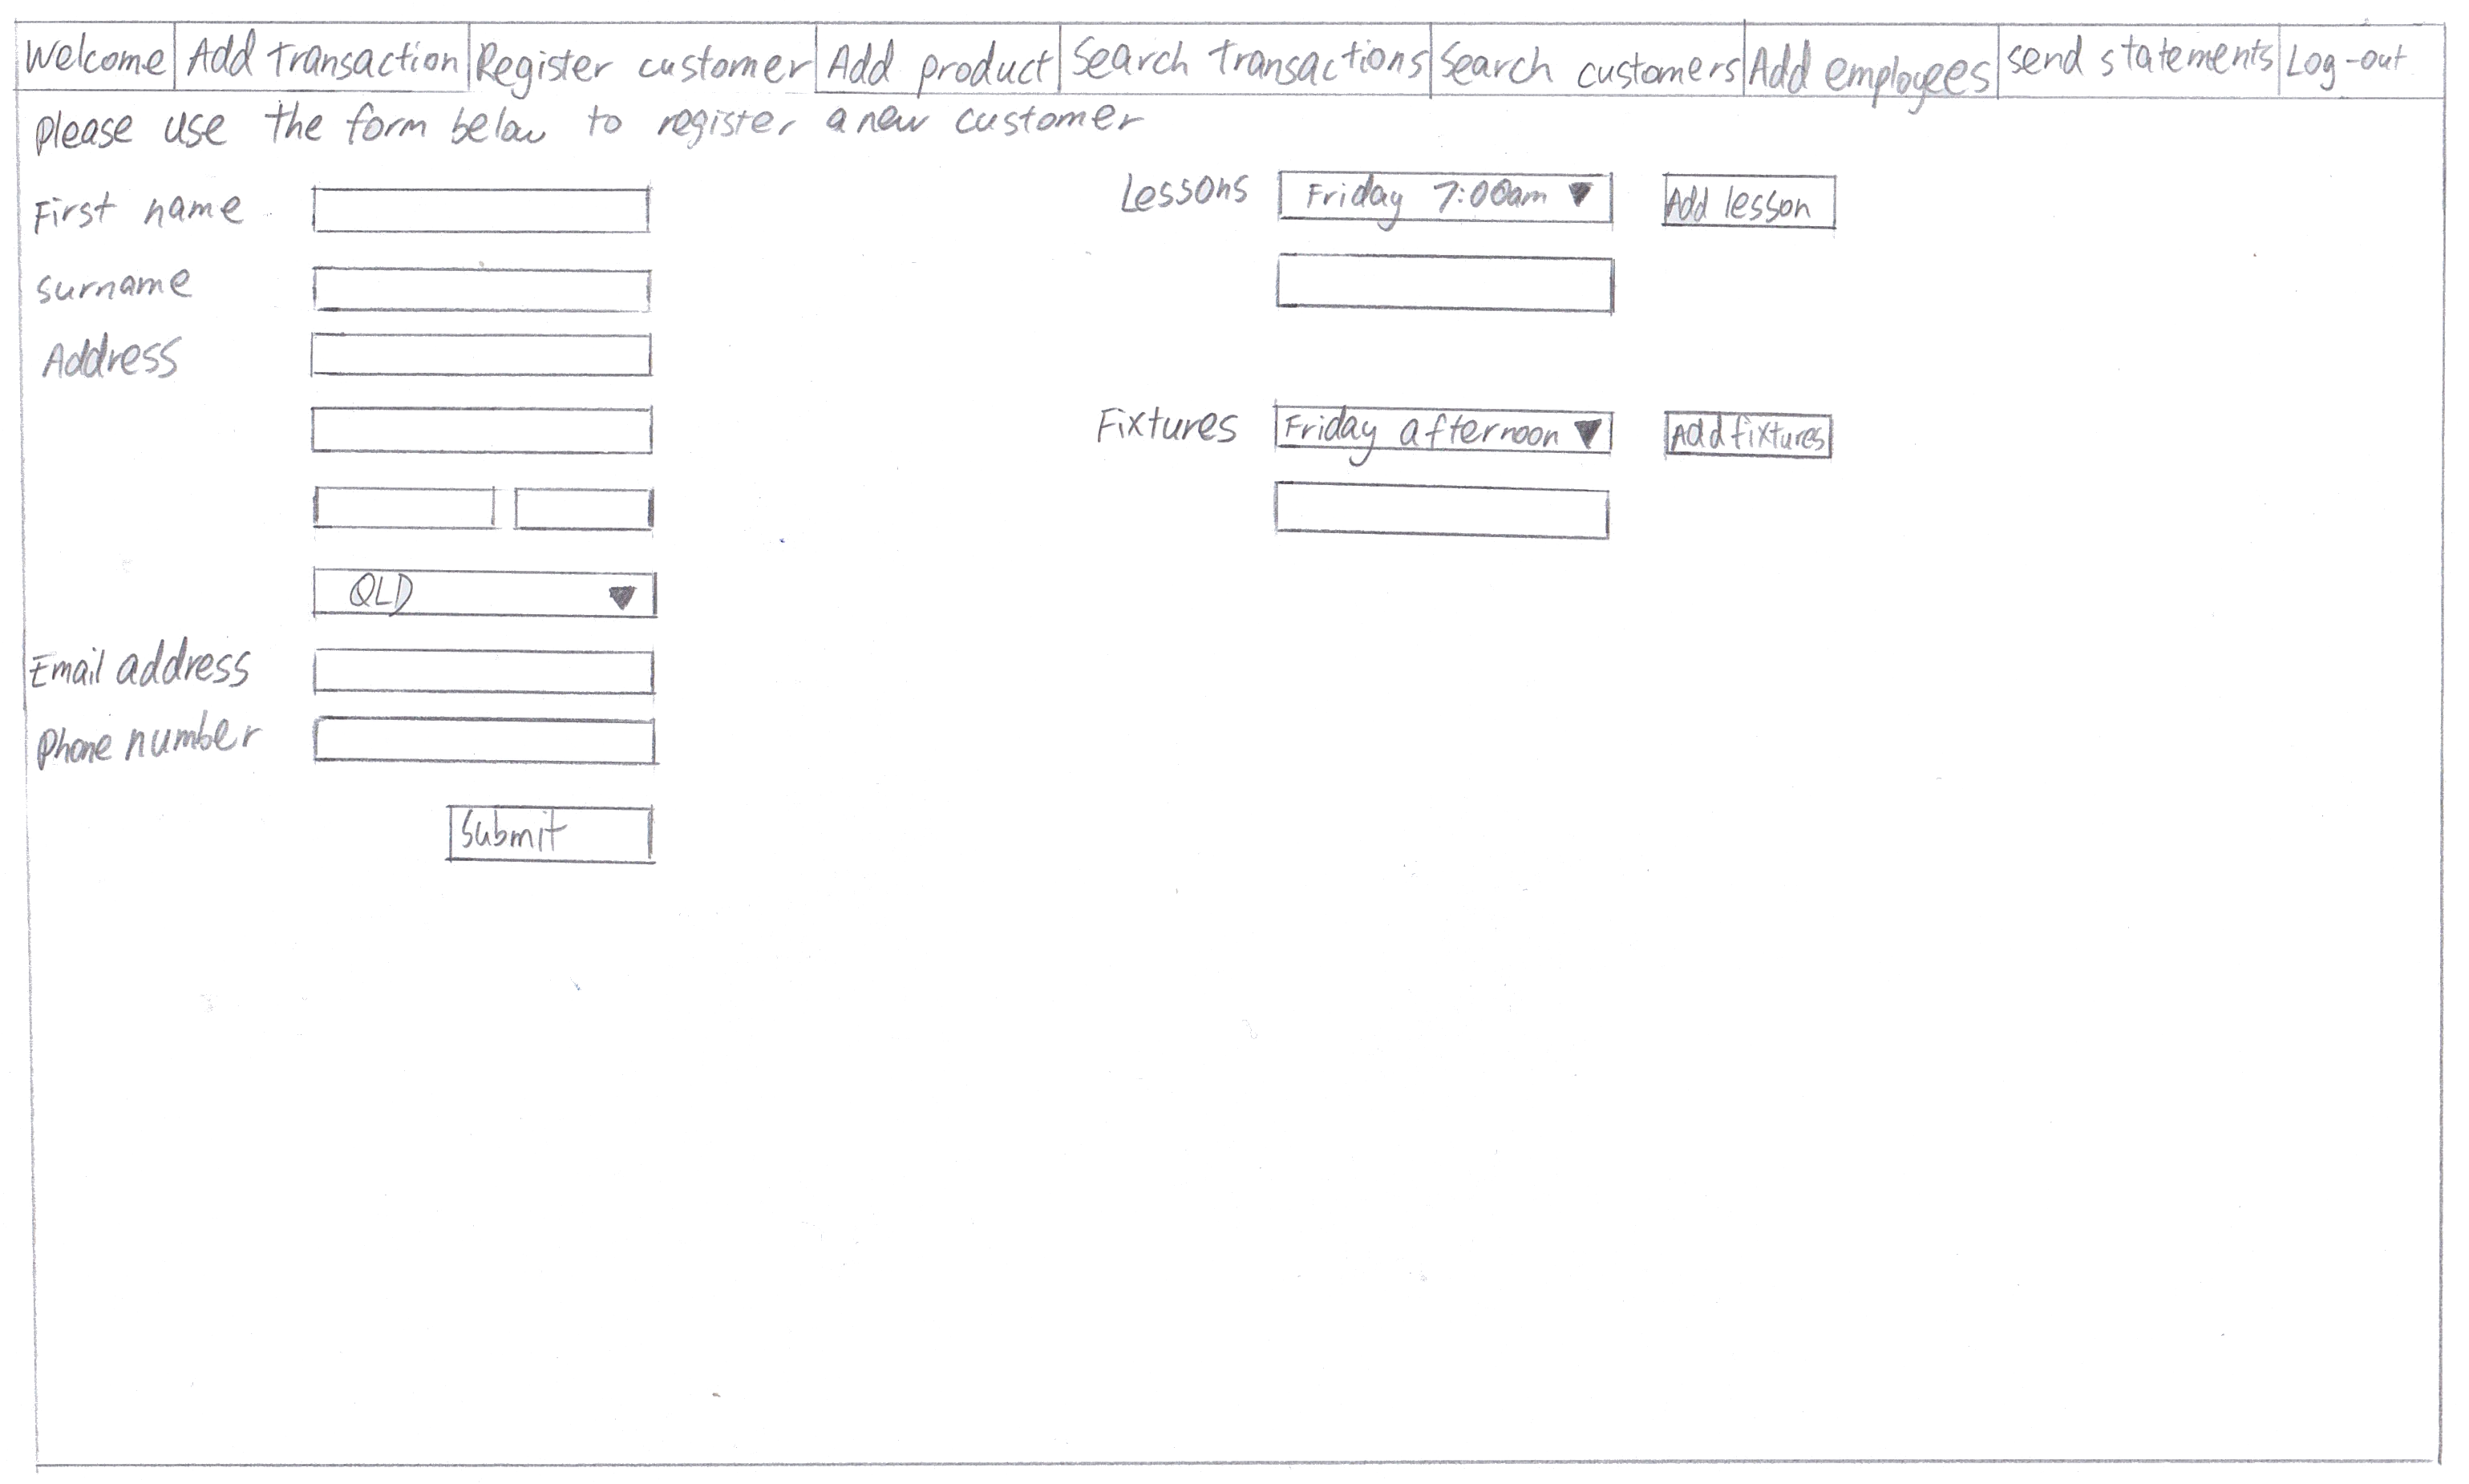 Welcome Add transaction Register customer Add product Search transactions Search customers Add employees send statements Log-out
please use the form below to register a new customer
First name
surname
Address
QLD
Email address
Phone number
Submit
Lessons Friday 7:00am Add lesson
Fixtures Friday afternoon Add fixtures